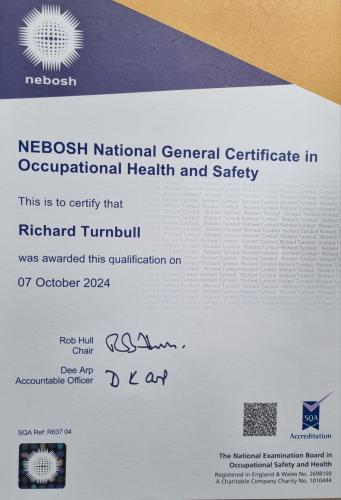 nebosh
NEBOSH National General Certificate in
Occupational Health and Safety
This is to certify that
Richard Turnbull
was awarded this qualification on
07 October 2024
Rob Hull
Chair
Dee Arp
Accountable Officer
D K Arp
SQA Ref: R637 04
SQA
Accreditation
The National Examination Board in
Occupational Safety and Health
Registered in England & Wales No. 2698100
A Charitable Company Charity No. 1010444